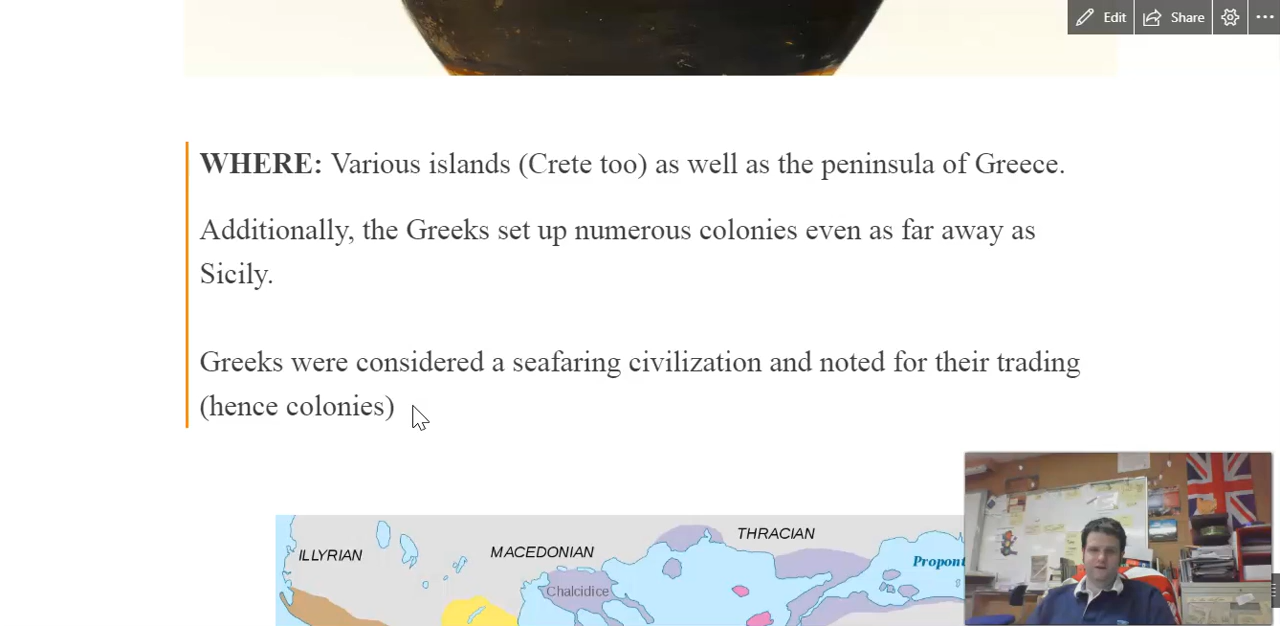 Edit
Share
WHERE: Various islands (Crete too) as well as the peninsula of Greece.
Additionally, the Greeks set up numerous colonies even as far away as
Sicily.
Greeks were considered a seafaring civilization and noted for their trading
(hence colonies)
THRACIAN
ILLYRIAN
MACEDONIAN
Propont
Chalcidice